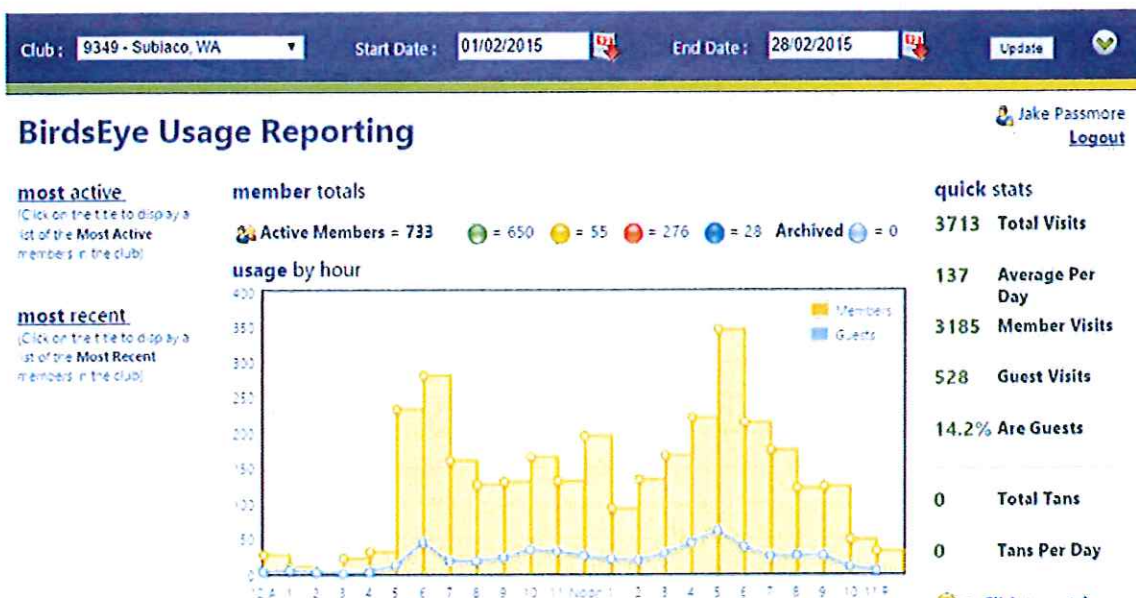 Club : 9349 - Subiaco, WA Start Date : 01/02/2015 End Date : 28/02/2015 Update
BirdsEye Usage Reporting
Jake Passmore
Logout
most active
(Click on the title to display a
list of the Most Active
members in the club)
most recent
(Click on the title to display a
list of the Most Recent
members in the club)
member totals
Active Members = 733 = 650 = 55 = 276 = 28 Archived = 0
usage by hour
Members
Guests
400
350
300
250
200
150
100
50
0
12A 1 2 3 4 5 6 7 8 9 10 11 Noon 1 2 3 4 5 6 7 8 9 10 11P
quick stats
3713 Total Visits
137 Average Per
Day
3185 Member Visits
528 Guest Visits
14.2% Are Guests
0 Total Tans
0 Tans Per Day